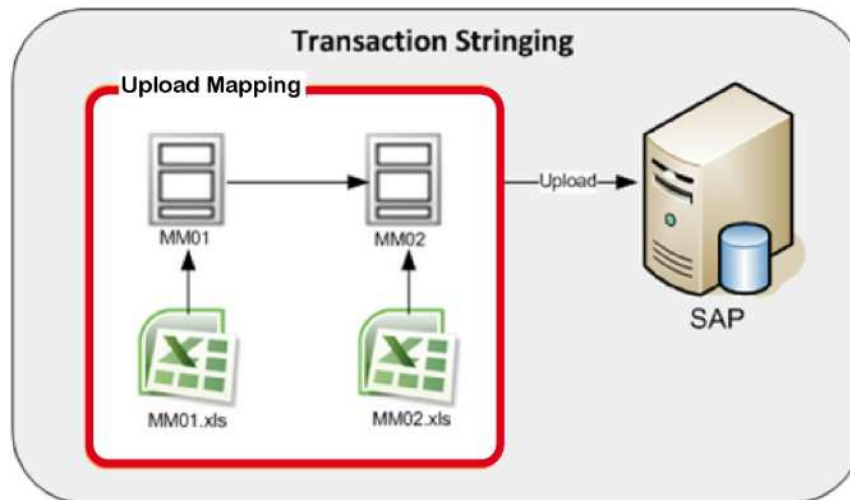 Transaction Stringing
Upload Mapping
MM01
MM02
Upload
SAP
MM01.xls
MM02.xls